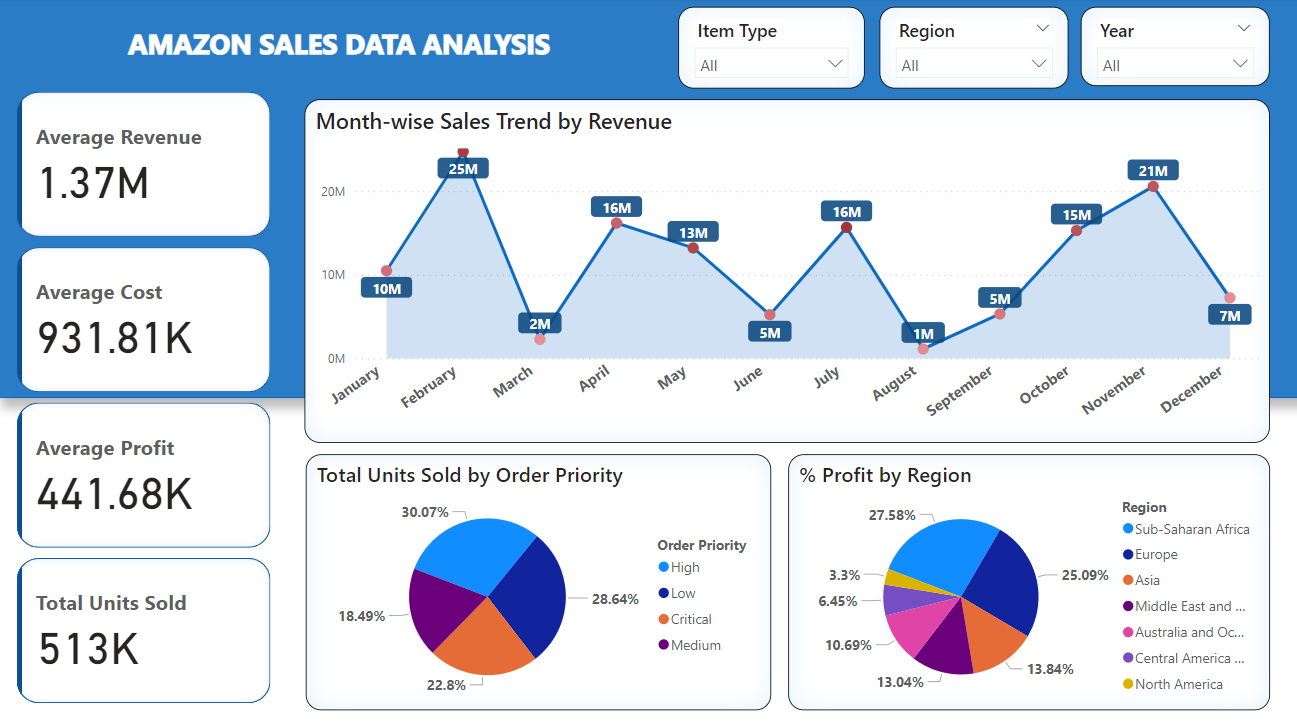 AMAZON SALES DATA ANALYSIS
Item Type
All
Region
All
Year
All
Average Revenue
1.37M
Average Cost
931.81K
Average Profit
441.68K
Total Units Sold
513K
Month-wise Sales Trend by Revenue
20M
10M
0M
10M
25M
2M
16M
13M
5M
16M
1M
5M
15M
21M
7M
January
February
March
April
May
June
July
August
September
October
November
December
Total Units Sold by Order Priority
30.07%
28.64%
22.8%
18.49%
Order Priority
High
Low
Critical
Medium
% Profit by Region
27.58%
25.09%
13.84%
13.04%
10.69%
6.45%
3.3%
Region
Sub-Saharan Africa
Europe
Asia
Middle East and ...
Australia and Oc...
Central America ...
North America